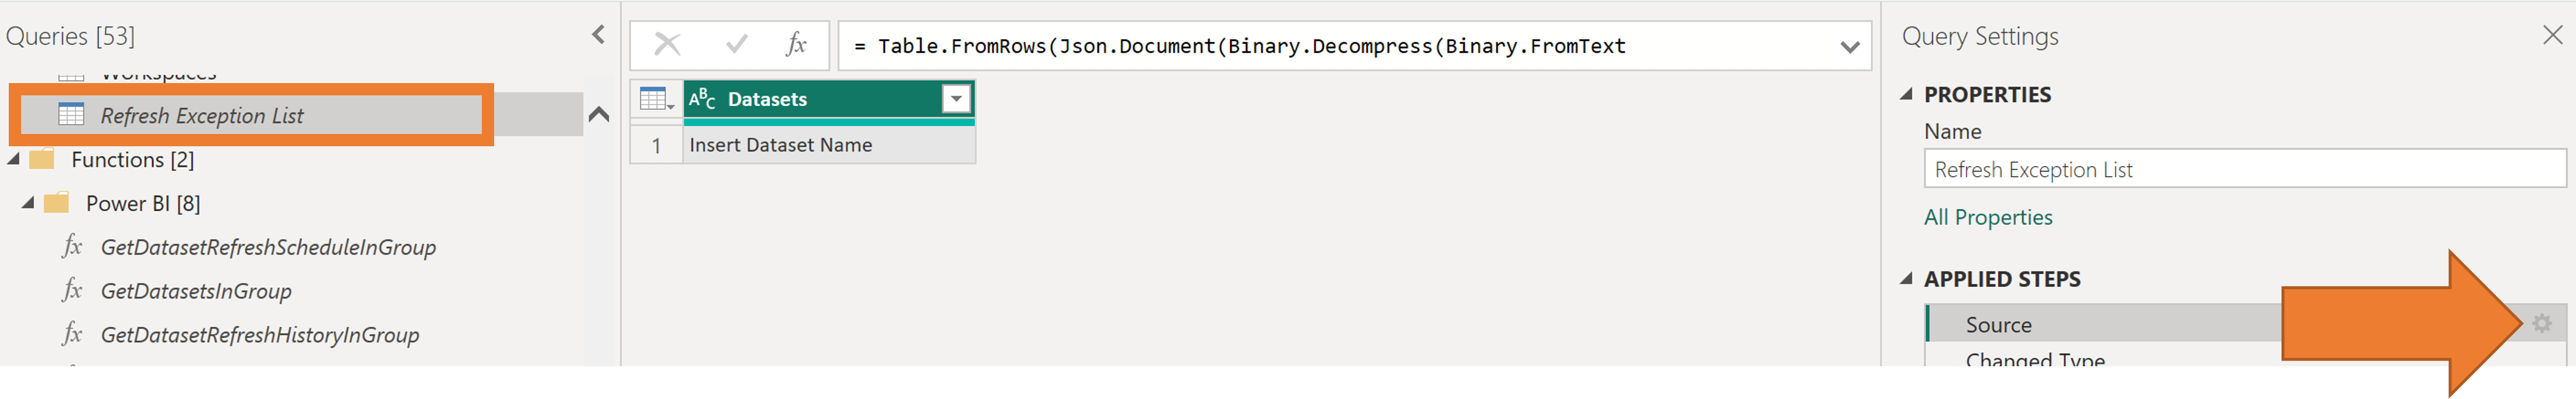 Queries [53]
Workspaces
Refresh Exception List
Functions [2]
Power BI [8]
fx GetDatasetRefreshScheduleInGroup
fx GetDatasetsInGroup
fx GetDatasetRefreshHistoryInGroup
fx
= Table.FromRows(Json.Document(Binary.Decompress(Binary.FromText
ABC Datasets
1 Insert Dataset Name
Query Settings
PROPERTIES
Name
Refresh Exception List
All Properties
APPLIED STEPS
Source
Changed Type